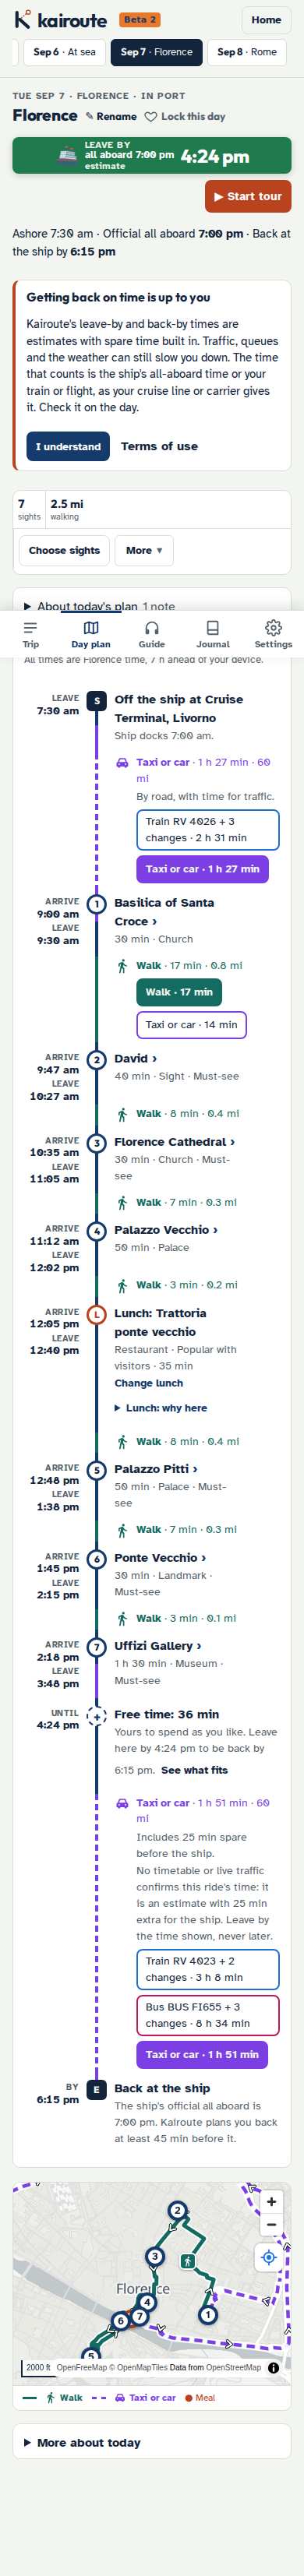 kairoute Beta 2 Home
Sep 6 · At sea Sep 7 · Florence Sep 8 · Rome
TUE SEP 7 · FLORENCE · IN PORT
Florence ✎ Rename Lock this day
LEAVE BY
all aboard 7:00 pm 4:24 pm
estimate
▶ Start tour
Ashore 7:30 am · Official all aboard 7:00 pm · Back at
the ship by 6:15 pm
Getting back on time is up to you
Kairoute's leave-by and back-by times are
estimates with spare time built in. Traffic, queues
and the weather can still slow you down. The time
that counts is the ship's all-aboard time or your
train or flight, as your cruise line or carrier gives
it. Check it on the day.
I understand Terms of use
7 2.5 mi
sights walking
Choose sights More ▾
▶ About today's plan 1 note
Trip Day plan Guide Journal Settings
All times are Florence time, 7 h ahead of your device.
LEAVE
7:30 am
S
Off the ship at Cruise
Terminal, Livorno
Ship docks 7:00 am.
Taxi or car · 1 h 27 min · 60
mi
By road, with time for traffic.
Train RV 4026 + 3
changes · 2 h 31 min
Taxi or car · 1 h 27 min
ARRIVE
9:00 am
LEAVE
9:30 am
1
Basilica of Santa
Croce ›
30 min · Church
Walk · 17 min · 0.8 mi
Walk · 17 min
Taxi or car · 14 min
ARRIVE
9:47 am
LEAVE
10:27 am
2
David ›
40 min · Sight · Must-see
Walk · 8 min · 0.4 mi
ARRIVE
10:35 am
LEAVE
11:05 am
3
Florence Cathedral ›
30 min · Church · Must-
see
Walk · 7 min · 0.3 mi
ARRIVE
11:12 am
LEAVE
12:02 pm
4
Palazzo Vecchio ›
50 min · Palace
Walk · 3 min · 0.2 mi
ARRIVE
12:05 pm
LEAVE
12:40 pm
L
Lunch: Trattoria
ponte vecchio
Restaurant · Popular with
visitors · 35 min
Change lunch
▶ Lunch: why here
Walk · 8 min · 0.4 mi
ARRIVE
12:48 pm
LEAVE
1:38 pm
5
Palazzo Pitti ›
50 min · Palace · Must-
see
Walk · 7 min · 0.3 mi
ARRIVE
1:45 pm
LEAVE
2:15 pm
6
Ponte Vecchio ›
30 min · Landmark ·
Must-see
Walk · 3 min · 0.1 mi
ARRIVE
2:18 pm
LEAVE
3:48 pm
7
Uffizi Gallery ›
1 h 30 min · Museum ·
Must-see
UNTIL
4:24 pm
+
Free time: 36 min
Yours to spend as you like. Leave
here by 4:24 pm to be back by
6:15 pm. See what fits
Taxi or car · 1 h 51 min · 60
mi
Includes 25 min spare
before the ship.
No timetable or live traffic
confirms this ride's time: it
is an estimate with 25 min
extra for the ship. Leave by
the time shown, never later.
Train RV 4023 + 2
changes · 3 h 8 min
Bus BUS FI655 + 3
changes · 8 h 34 min
Taxi or car · 1 h 51 min
BY
6:15 pm
E
Back at the ship
The ship's official all aboard is
7:00 pm. Kairoute plans you back
at least 45 min before it.
2
3
Florence
4
6 7 1
5
+
−
2000 ft OpenFreeMap © OpenMapTiles Data from OpenStreetMap
Walk Taxi or car Meal
▶ More about today